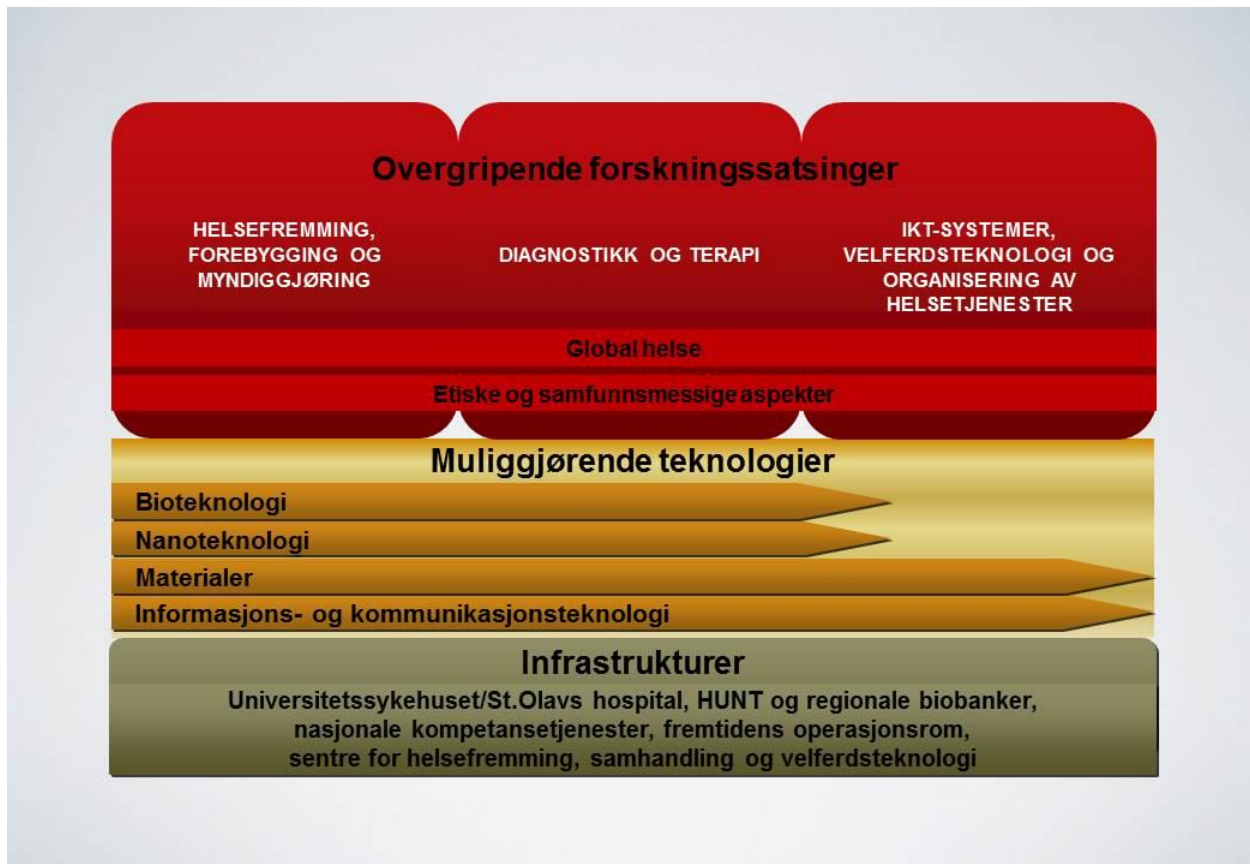 Overgripende forskningssatsinger
HELSEFREMMING,
FOREBYGGING OG
MYNDIGGJØRING
DIAGNOSTIKK OG TERAPI
IKT-SYSTEMER,
VELFERDSTEKNOLOGI OG
ORGANISERING AV
HELSETJENESTER
Global helse
Etiske og samfunnsmessige aspekter
Muliggjørende teknologier
Bioteknologi
Nanoteknologi
Materialer
Informasjons- og kommunikasjonsteknologi
Infrastrukturer
Universitetssykehuset/St.Olavs hospital, HUNT og regionale biobanker,
nasjonale kompetansetjenester, fremtidens operasjonsrom,
sentre for helsefremming, samhandling og velferdsteknologi